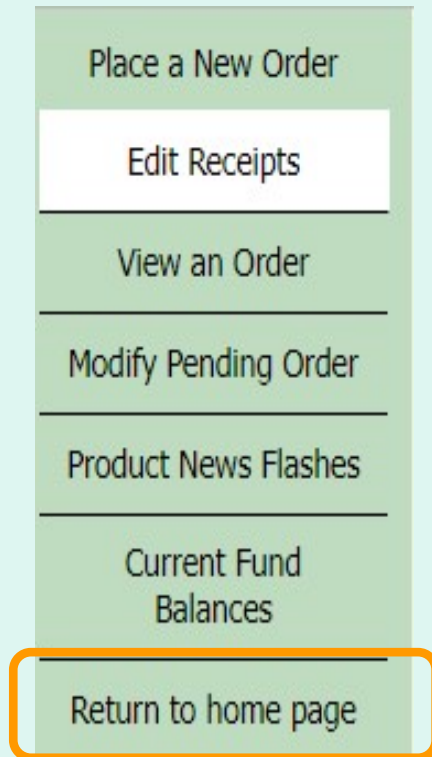 Place a New Order
Edit Receipts
View an Order
Modify Pending Order
Product News Flashes
Current Fund
Balances
Return to home page